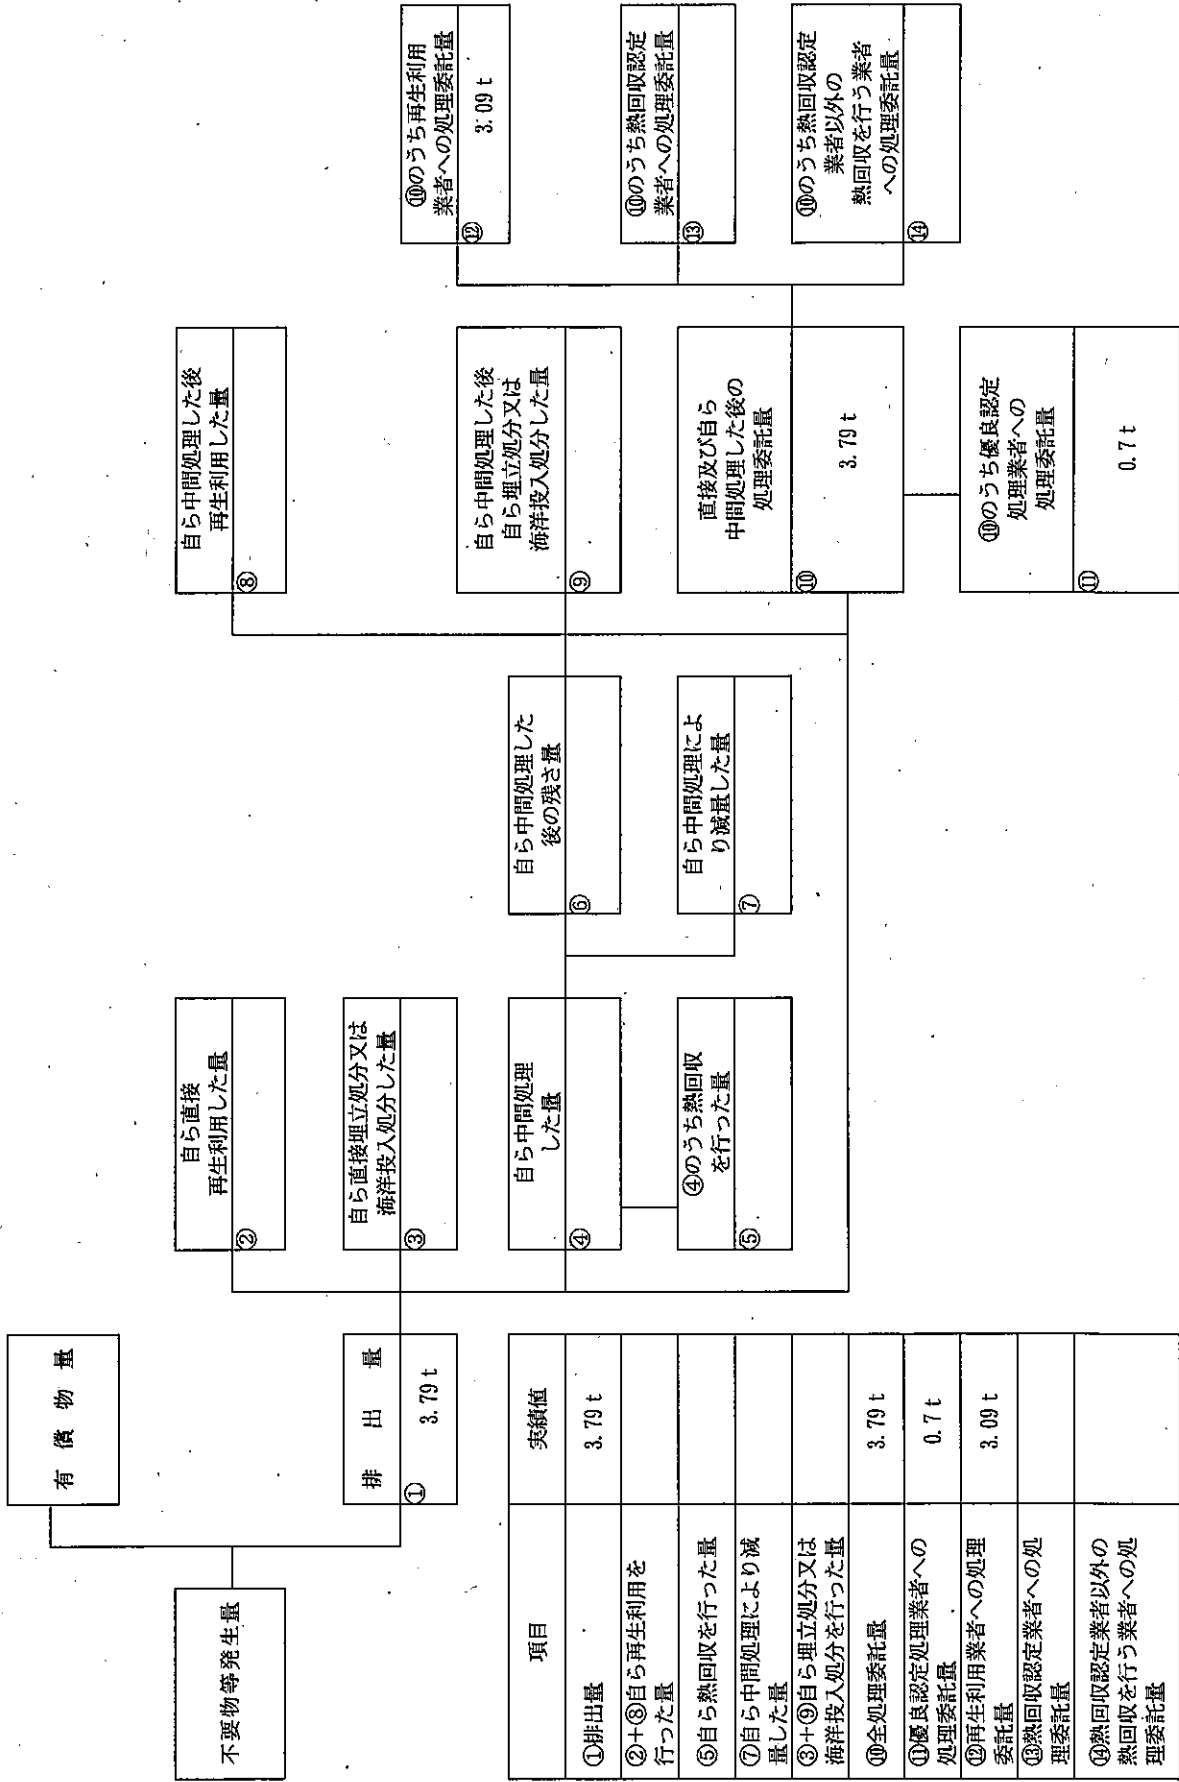 有償物量
不要物等発生量
排出量
①
3.79 t
自ら直接
再生利用した量
②
自ら直接埋立処分又は
海洋投入処分した量
③
自ら中間処理
した量
④
④のうち熱回収
を行った量
⑤
自ら中間処理した
後の残さ量
⑥
自ら中間処理によ
り減量した量
⑦
自ら中間処理した後
再生利用した量
⑧
自ら中間処理した後
自ら埋立処分又は
海洋投入処分した量
⑨
直接及び自ら
中間処理した後の
処理委託量
⑩
3.79 t
⑩のうち優良認定
処理業者への
処理委託量
⑪
0.7 t
⑩のうち再生利用
業者への処理委託量
⑫
3.09 t
⑩のうち熱回収認定
業者への処理委託量
⑬
⑩のうち熱回収認定
業者以外の
熱回収を行う業者
への処理委託量
⑭
項目 実績値
①排出量 3.79 t
②+⑧自ら再生利用を
行った量
⑤自ら熱回収を行った量
⑦自ら中間処理により減
量した量
③+⑨自ら埋立処分又は
海洋投入処分を行った量
⑩全処理委託量 3.79 t
⑪優良認定処理業者への
処理委託量 0.7 t
⑫再生利用業者への処理
委託量 3.09 t
⑬熱回収認定業者への処
理委託量
⑭熱回収認定業者以外の
熱回収を行う業者への処
理委託量